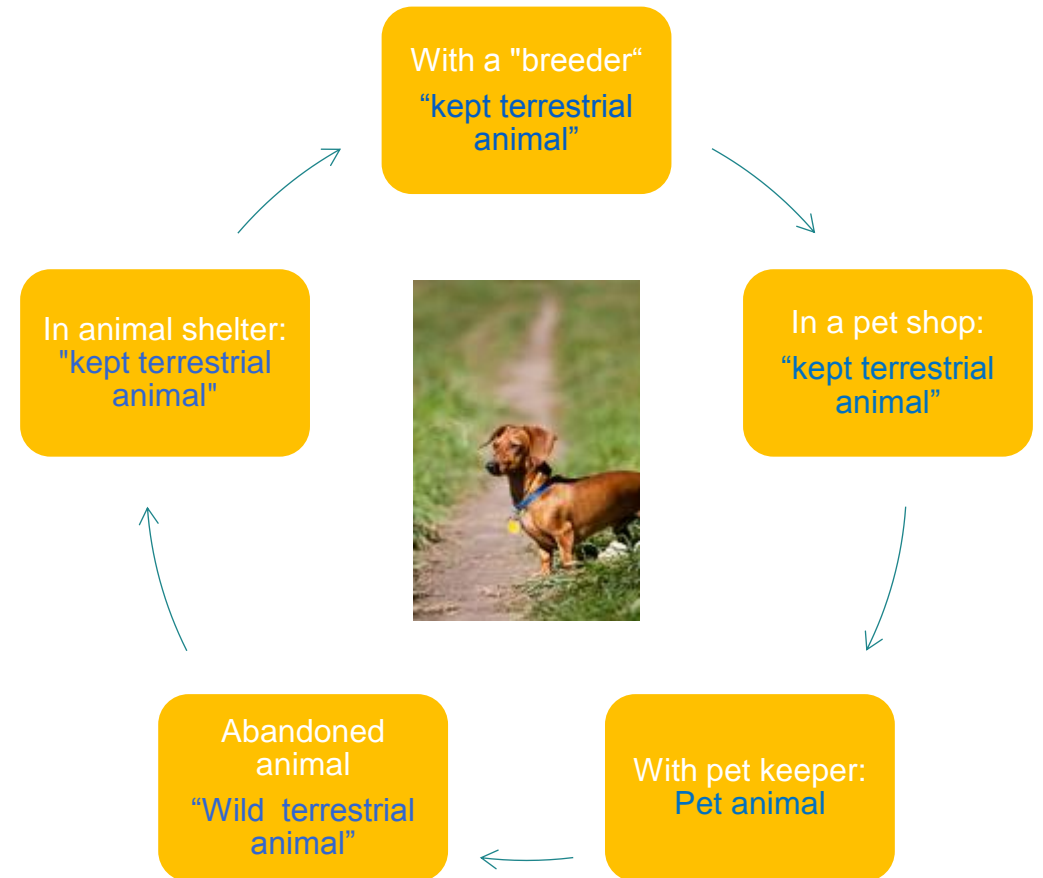 With a "breeder“
“kept terrestrial
animal”
In a pet shop:
“kept terrestrial
animal”
With pet keeper:
Pet animal
Abandoned
animal
“Wild  terrestrial
animal”
In animal shelter:
"kept terrestrial
animal"